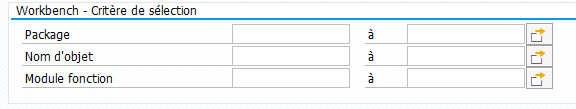 Workbench - Critère de sélection
Package à
Nom d'objet à
Module fonction à